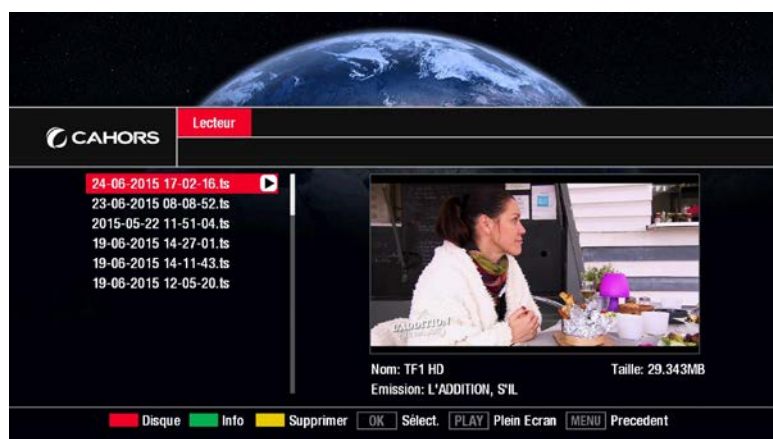 CAHORS
Lecteur
24-06-2015 17-02-16.ts
23-06-2015 08-08-52.ts
2015-05-22 11-51-04.ts
19-06-2015 14-27-01.ts
19-06-2015 14-11-43.ts
19-06-2015 12-05-20.ts
L'ADDITION
Nom: TF1 HD Taille: 29.343MB
Emission: L'ADDITION, S'IL
Disque Info Supprimer OK Sélect. PLAY Plein Ecran MENU Precedent